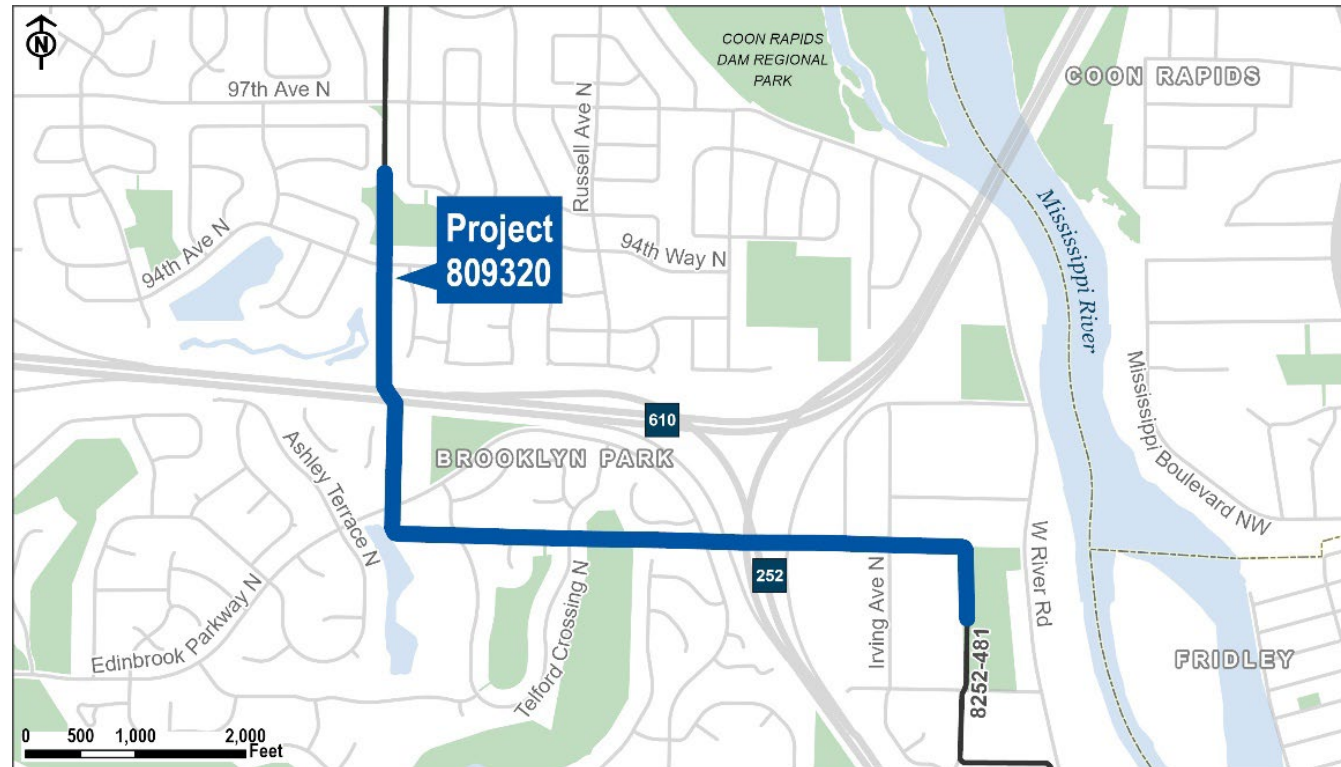 N
COON RAPIDS
DAM REGIONAL
PARK
COON RAPIDS
97th Ave N
Russell Ave N
Project
809320
94th Ave N
94th Way N
Mississippi River
Mississippi Boulevard NW
610
BROOKLYN PARK
Ashley Terrace N
252
Irving Ave N
W River Rd
Edinbrook Parkway N
Telford Crossing N
8252-481
FRIDLEY
0 500 1,000 2,000
Feet